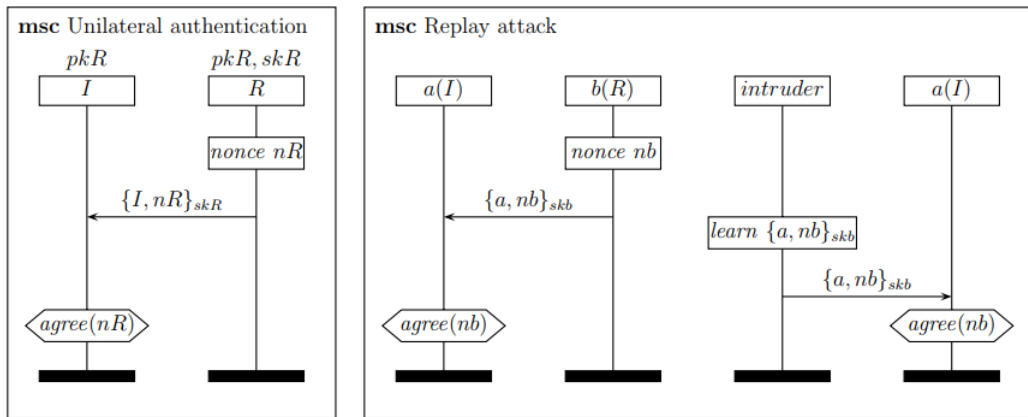 msc Unilateral authentication
pkR
pkR, skR
I
R
nonce nR
{I, nR}skR
agree(nR)
msc Replay attack
a(I)
b(R)
intruder
a(I)
nonce nb
{a, nb}skb
learn {a, nb}skb
{a, nb}skb
agree(nb)
agree(nb)